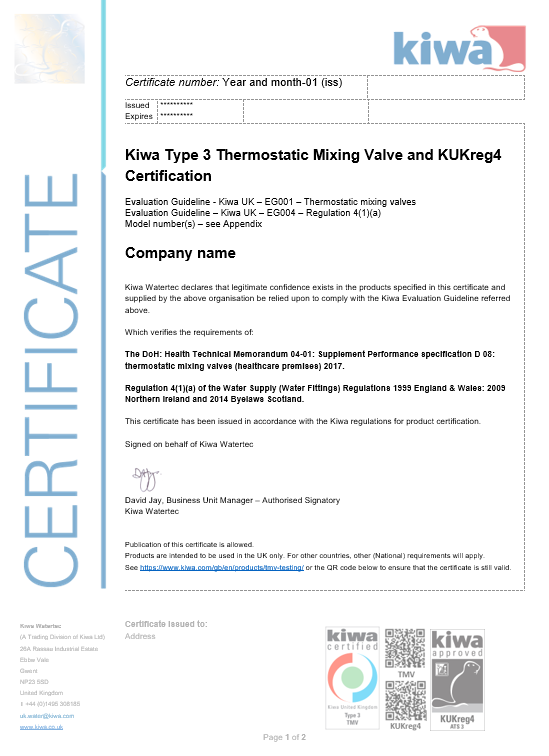 kiwa
Certificate number: Year and month-01 (iss)
Issued **********
Expires **********
CERTIFICATE
Kiwa Type 3 Thermostatic Mixing Valve and KUKreg4
Certification
Evaluation Guideline - Kiwa UK – EG001 – Thermostatic mixing valves
Evaluation Guideline – Kiwa UK – EG004 – Regulation 4(1)(a)
Model number(s) – see Appendix
Company name
Kiwa Watertec declares that legitimate confidence exists in the products specified in this certificate and
supplied by the above organisation be relied upon to comply with the Kiwa Evaluation Guideline referred
above.
Which verifies the requirements of:
The DoH: Health Technical Memorandum 04-01: Supplement Performance specification D 08:
thermostatic mixing valves (healthcare premises) 2017.
Regulation 4(1)(a) of the Water Supply (Water Fittings) Regulations 1999 England & Wales: 2009
Northern Ireland and 2014 Byelaws Scotland.
This certificate has been issued in accordance with the Kiwa regulations for product certification.
Signed on behalf of Kiwa Watertec
David Jay, Business Unit Manager – Authorised Signatory
Kiwa Watertec
Publication of this certificate is allowed.
Products are intended to be used in the UK only. For other countries, other (National) requirements will apply.
See https://www.kiwa.com/gb/en/products/tmv-testing/ or the QR code below to ensure that the certificate is still valid.
Kiwa Watertec
(A Trading Division of Kiwa Ltd)
26A Rassau Industrial Estate
Ebbw Vale
Gwent
NP23 5SD
United Kingdom
t +44 (0)1495 308185
uk.water@kiwa.com
www.kiwa.co.uk
Certificate issued to:
Address
kiwa
certified
Kiwa United Kingdom
Type 3
TMV
TMV
KUKreg4
kiwa
approved
KUKreg4
ATS 3
Page 1 of 2